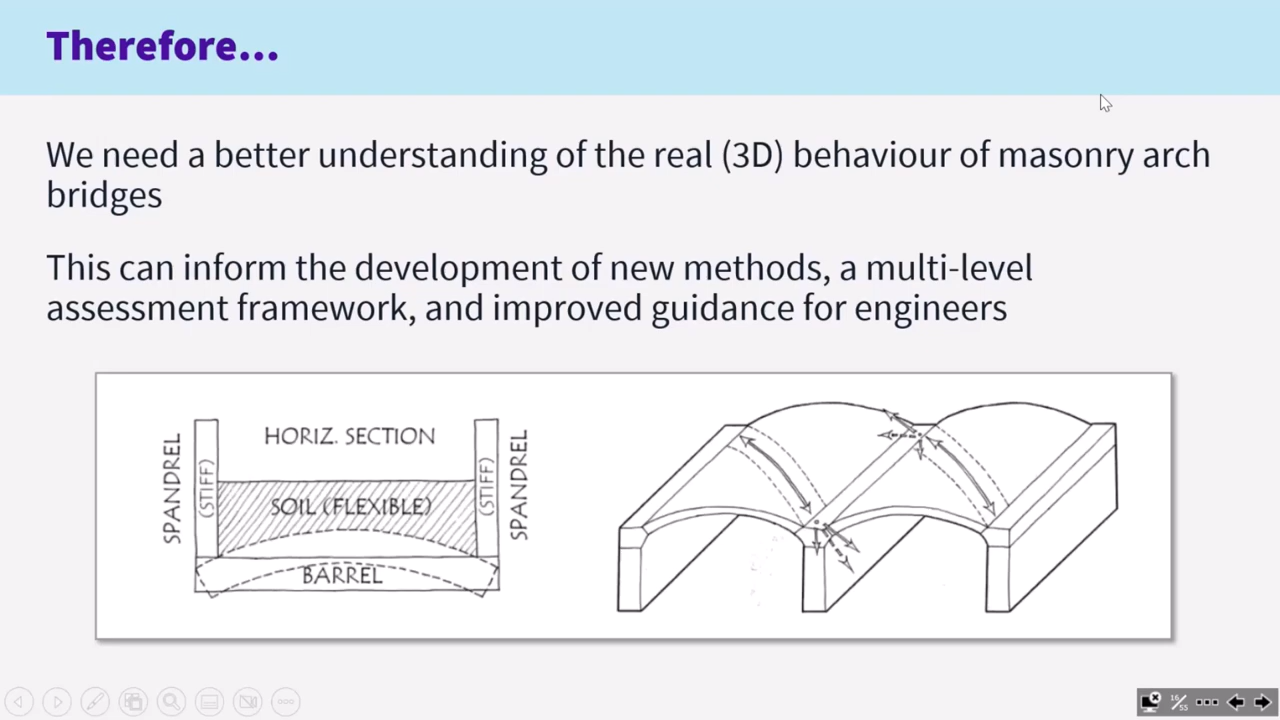 Therefore...
We need a better understanding of the real (3D) behaviour of masonry arch
bridges
This can inform the development of new methods, a multi-level
assessment framework, and improved guidance for engineers
SPANDREL
(STIFF)
HORIZ. SECTION
SOIL (FLEXIBLE)
BARREL
(STIFF)
SPANDREL
16/55